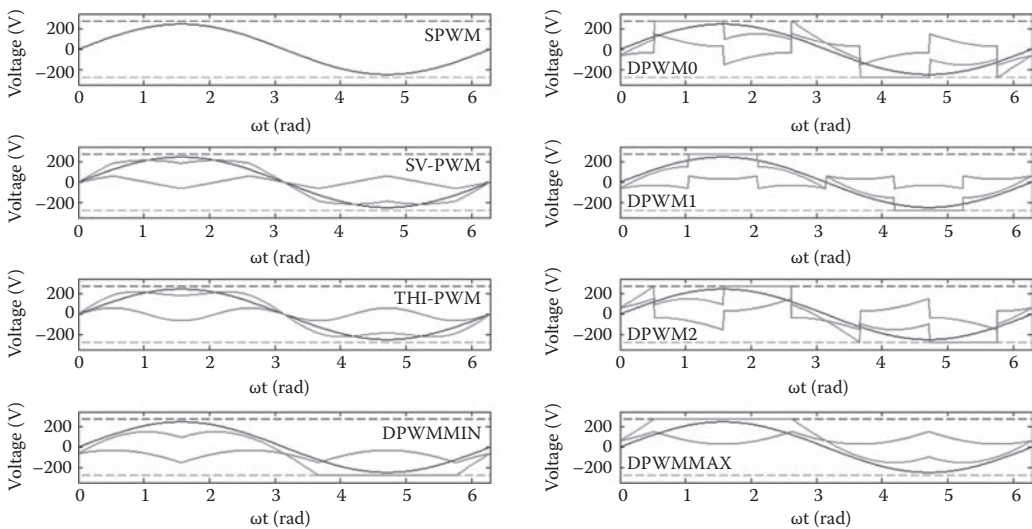 Voltage (V)
200
0
−200
SPWM
0 1 2 3 4 5 6
ωt (rad)
Voltage (V)
200
0
−200
DPWM0
0 1 2 3 4 5 6
ωt (rad)
Voltage (V)
200
0
−200
SV-PWM
0 1 2 3 4 5 6
ωt (rad)
Voltage (V)
200
0
−200
DPWM1
0 1 2 3 4 5 6
ωt (rad)
Voltage (V)
200
0
−200
THI-PWM
0 1 2 3 4 5 6
ωt (rad)
Voltage (V)
200
0
−200
DPWM2
0 1 2 3 4 5 6
ωt (rad)
Voltage (V)
200
0
−200
DPWMMIN
0 1 2 3 4 5 6
ωt (rad)
Voltage (V)
200
0
−200
DPWMMAX
0 1 2 3 4 5 6
ωt (rad)